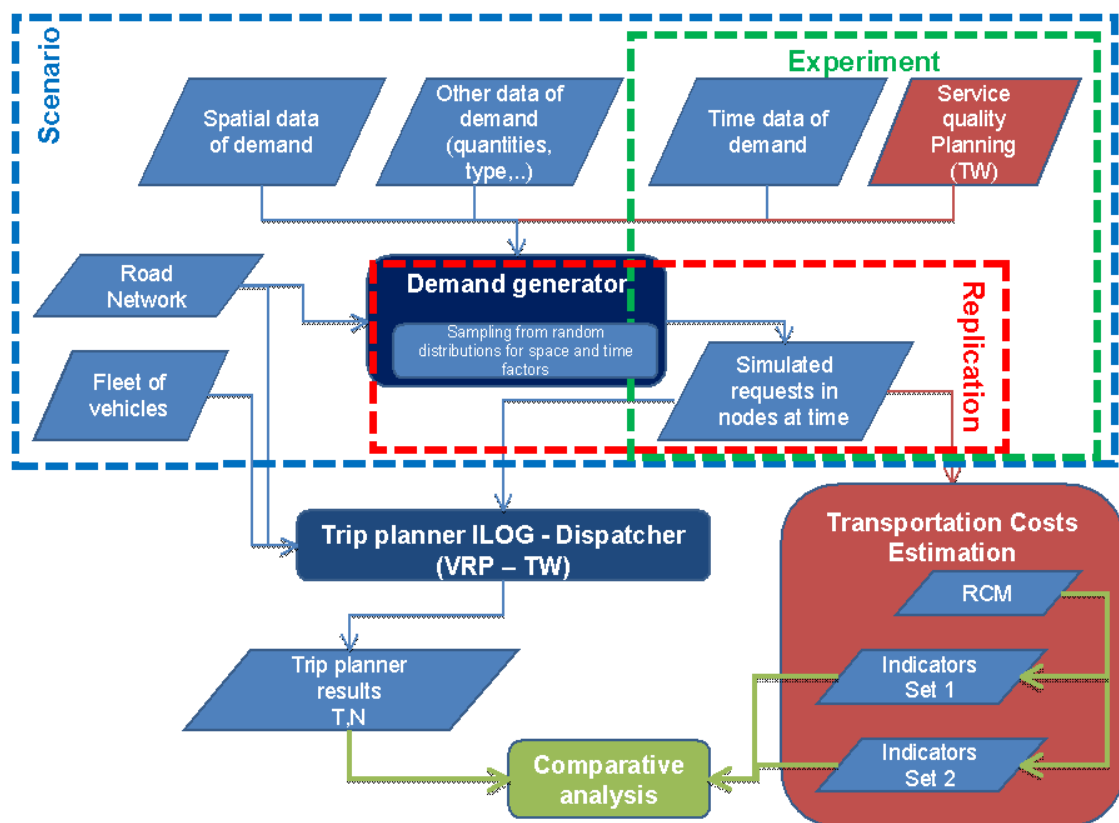 Scenario
Experiment
Spatial data
of demand
Other data of
demand
(quantities,
type,..)
Time data of
demand
Service
quality
Planning
(TW)
Road
Network
Demand generator
Sampling from random
distributions for space and time
factors
Replication
Fleet of
vehicles
Simulated
requests in
nodes at time
Trip planner ILOG - Dispatcher
(VRP – TW)
Transportation Costs
Estimation
RCM
Trip planner
results
T,N
Indicators
Set 1
Comparative
analysis
Indicators
Set 2